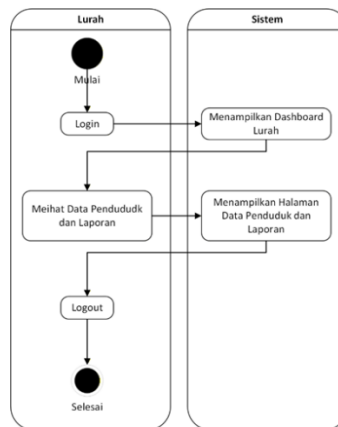 Lurah
Sistem
Mulai
Login
Menampilkan Dashboard
Lurah
Meihat Data Pendududk
dan Laporan
Menampilkan Halaman
Data Penduduk dan
Laporan
Logout
Selesai